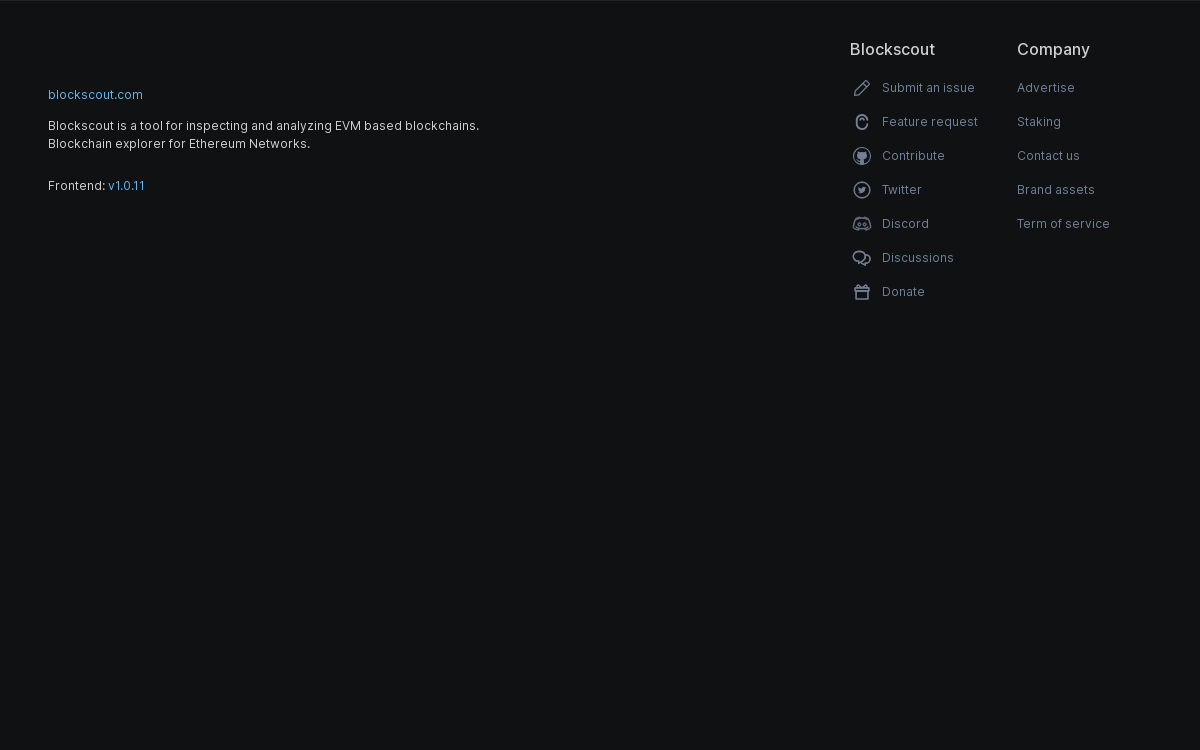 blockscout.com
Blockscout is a tool for inspecting and analyzing EVM based blockchains.
Blockchain explorer for Ethereum Networks.
Frontend: v1.0.11
Blockscout
Submit an issue
Feature request
Contribute
Twitter
Discord
Discussions
Donate
Company
Advertise
Staking
Contact us
Brand assets
Term of service